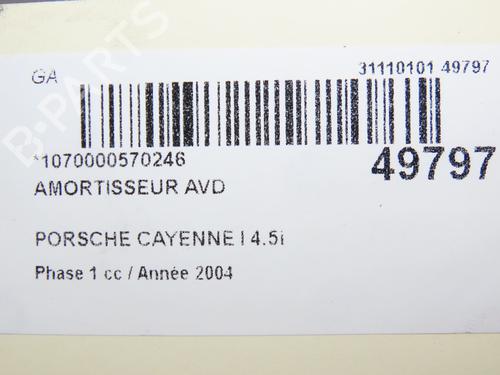 GA
31110101 49797
*1070000570246
49797
AMORTISSEUR AVD
PORSCHE CAYENNE I 4.5i
Phase 1 cc / Année 2004
B-PARTS